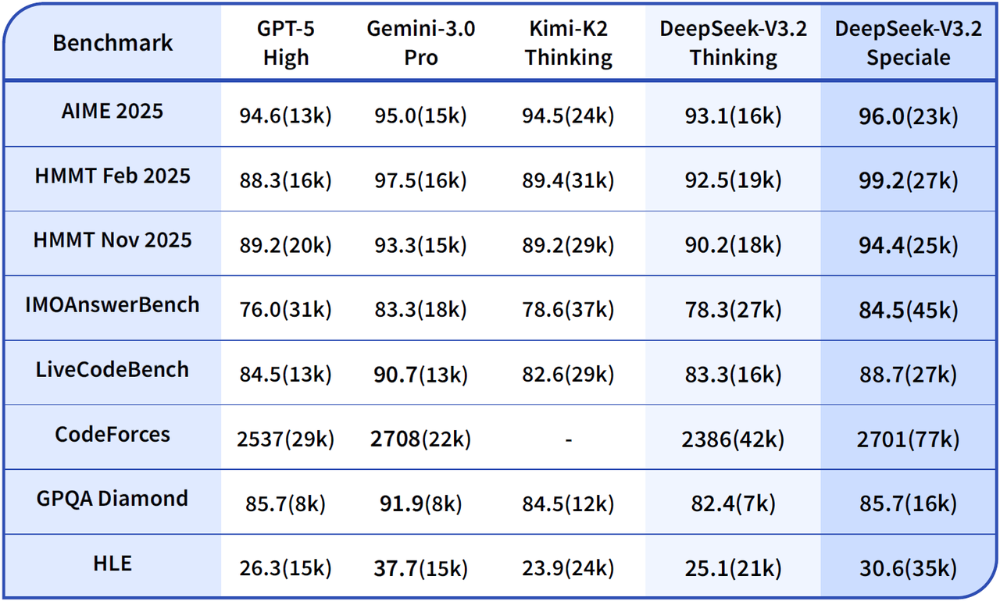 Benchmark GPT-5 High Gemini-3.0 Pro Kimi-K2 Thinking DeepSeek-V3.2 Thinking DeepSeek-V3.2 Speciale
AIME 2025 94.6(13k) 95.0(15k) 94.5(24k) 93.1(16k) 96.0(23k)
HMMT Feb 2025 88.3(16k) 97.5(16k) 89.4(31k) 92.5(19k) 99.2(27k)
HMMT Nov 2025 89.2(20k) 93.3(15k) 89.2(29k) 90.2(18k) 94.4(25k)
IMOAnswerBench 76.0(31k) 83.3(18k) 78.6(37k) 78.3(27k) 84.5(45k)
LiveCodeBench 84.5(13k) 90.7(13k) 82.6(29k) 83.3(16k) 88.7(27k)
CodeForces 2537(29k) 2708(22k) - 2386(42k) 2701(77k)
GPQA Diamond 85.7(8k) 91.9(8k) 84.5(12k) 82.4(7k) 85.7(16k)
HLE 26.3(15k) 37.7(15k) 23.9(24k) 25.1(21k) 30.6(35k)